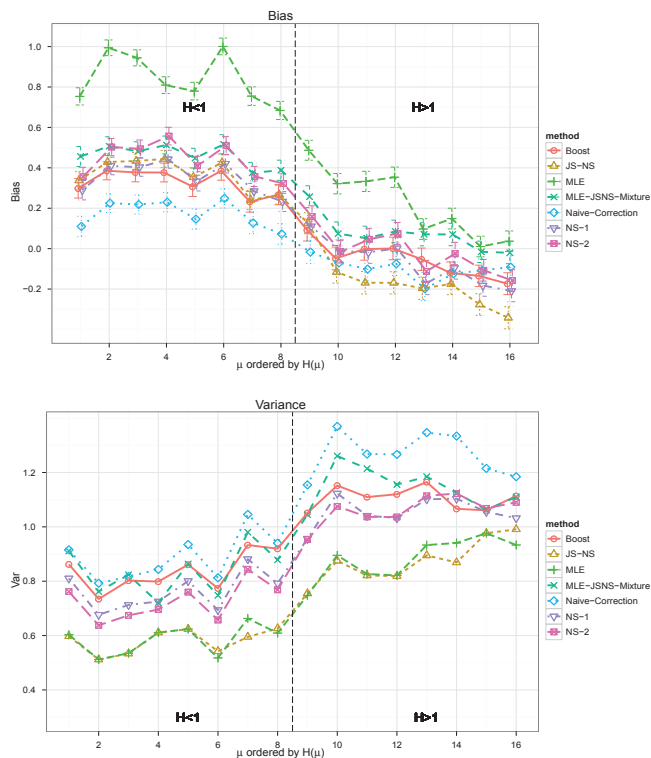 Bias
1.0
0.8
0.6
0.4
0.2
0.0
−0.2
Bias
H<1
H>1
2
4
6
8
10
12
14
16
μ ordered by H(μ)
method
Boost
JS−NS
MLE
MLE−JSNS−Mixture
Naive−Correction
NS−1
NS−2
Variance
1.2
1.0
0.8
0.6
0.4
Var
H<1
H>1
2
4
6
8
10
12
14
16
μ ordered by H(μ)
method
Boost
JS−NS
MLE
MLE−JSNS−Mixture
Naive−Correction
NS−1
NS−2